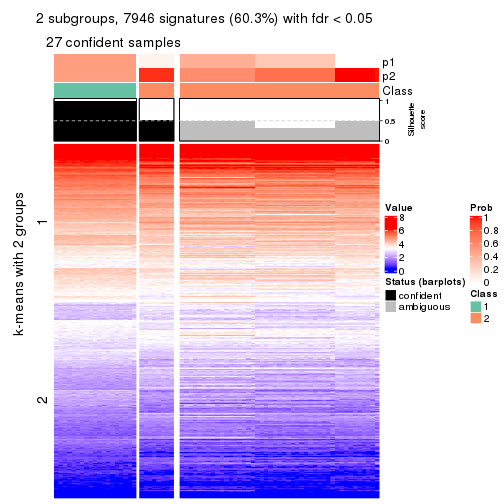 2 subgroups, 7946 signatures (60.3%) with fdr < 0.05
27 confident samples
p1
p2
Class
1
0.5
0
Silhouette
score
k-means with 2 groups
1
2
Value
8
6
4
2
0
Prob
1
0.8
0.6
0.4
0.2
0
Status (barplots)
confident
ambiguous
Class
1
2